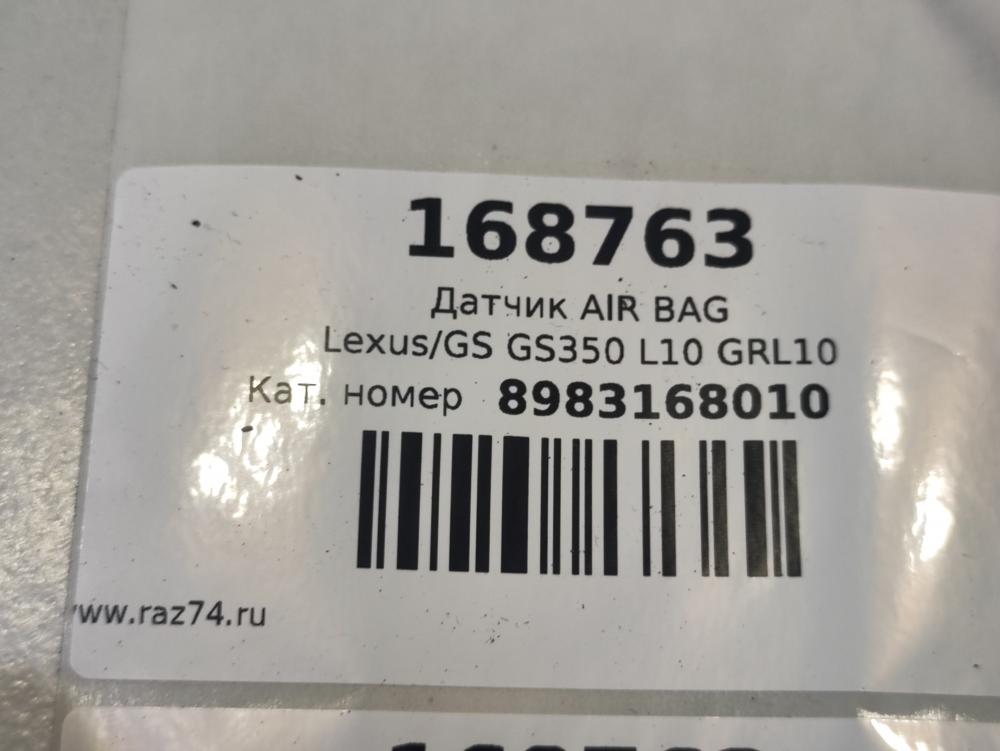 168763
Датчик AIR BAG
Lexus/GS GS350 L10 GRL10
Кат. номер 8983168010
www.raz74.ru